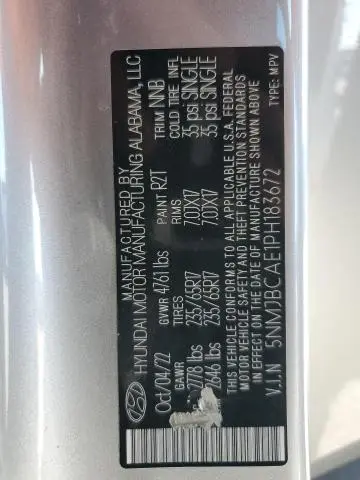 MANUFACTURED BY
HYUNDAI MOTOR MANUFACTURING ALABAMA, LLC
Oct/04/22 GVWR 4761 lbs PAINT R2T TRIM NNB
GAWR TIRES RIMS COLD TIRE INFL
2778 lbs 235/65R17 7.0JX17 35 psi SINGLE
2646 lbs 235/65R17 7.0JX17 35 psi SINGLE
THIS VEHICLE CONFORMS TO ALL APPLICABLE U.S.A. FEDERAL
MOTOR VEHICLE SAFETY AND THEFT PREVENTION STANDARDS
IN EFFECT ON THE DATE OF MANUFACTURE SHOWN ABOVE
V.I.N 5NMJBCAE1PH183672 TYPE: MPV